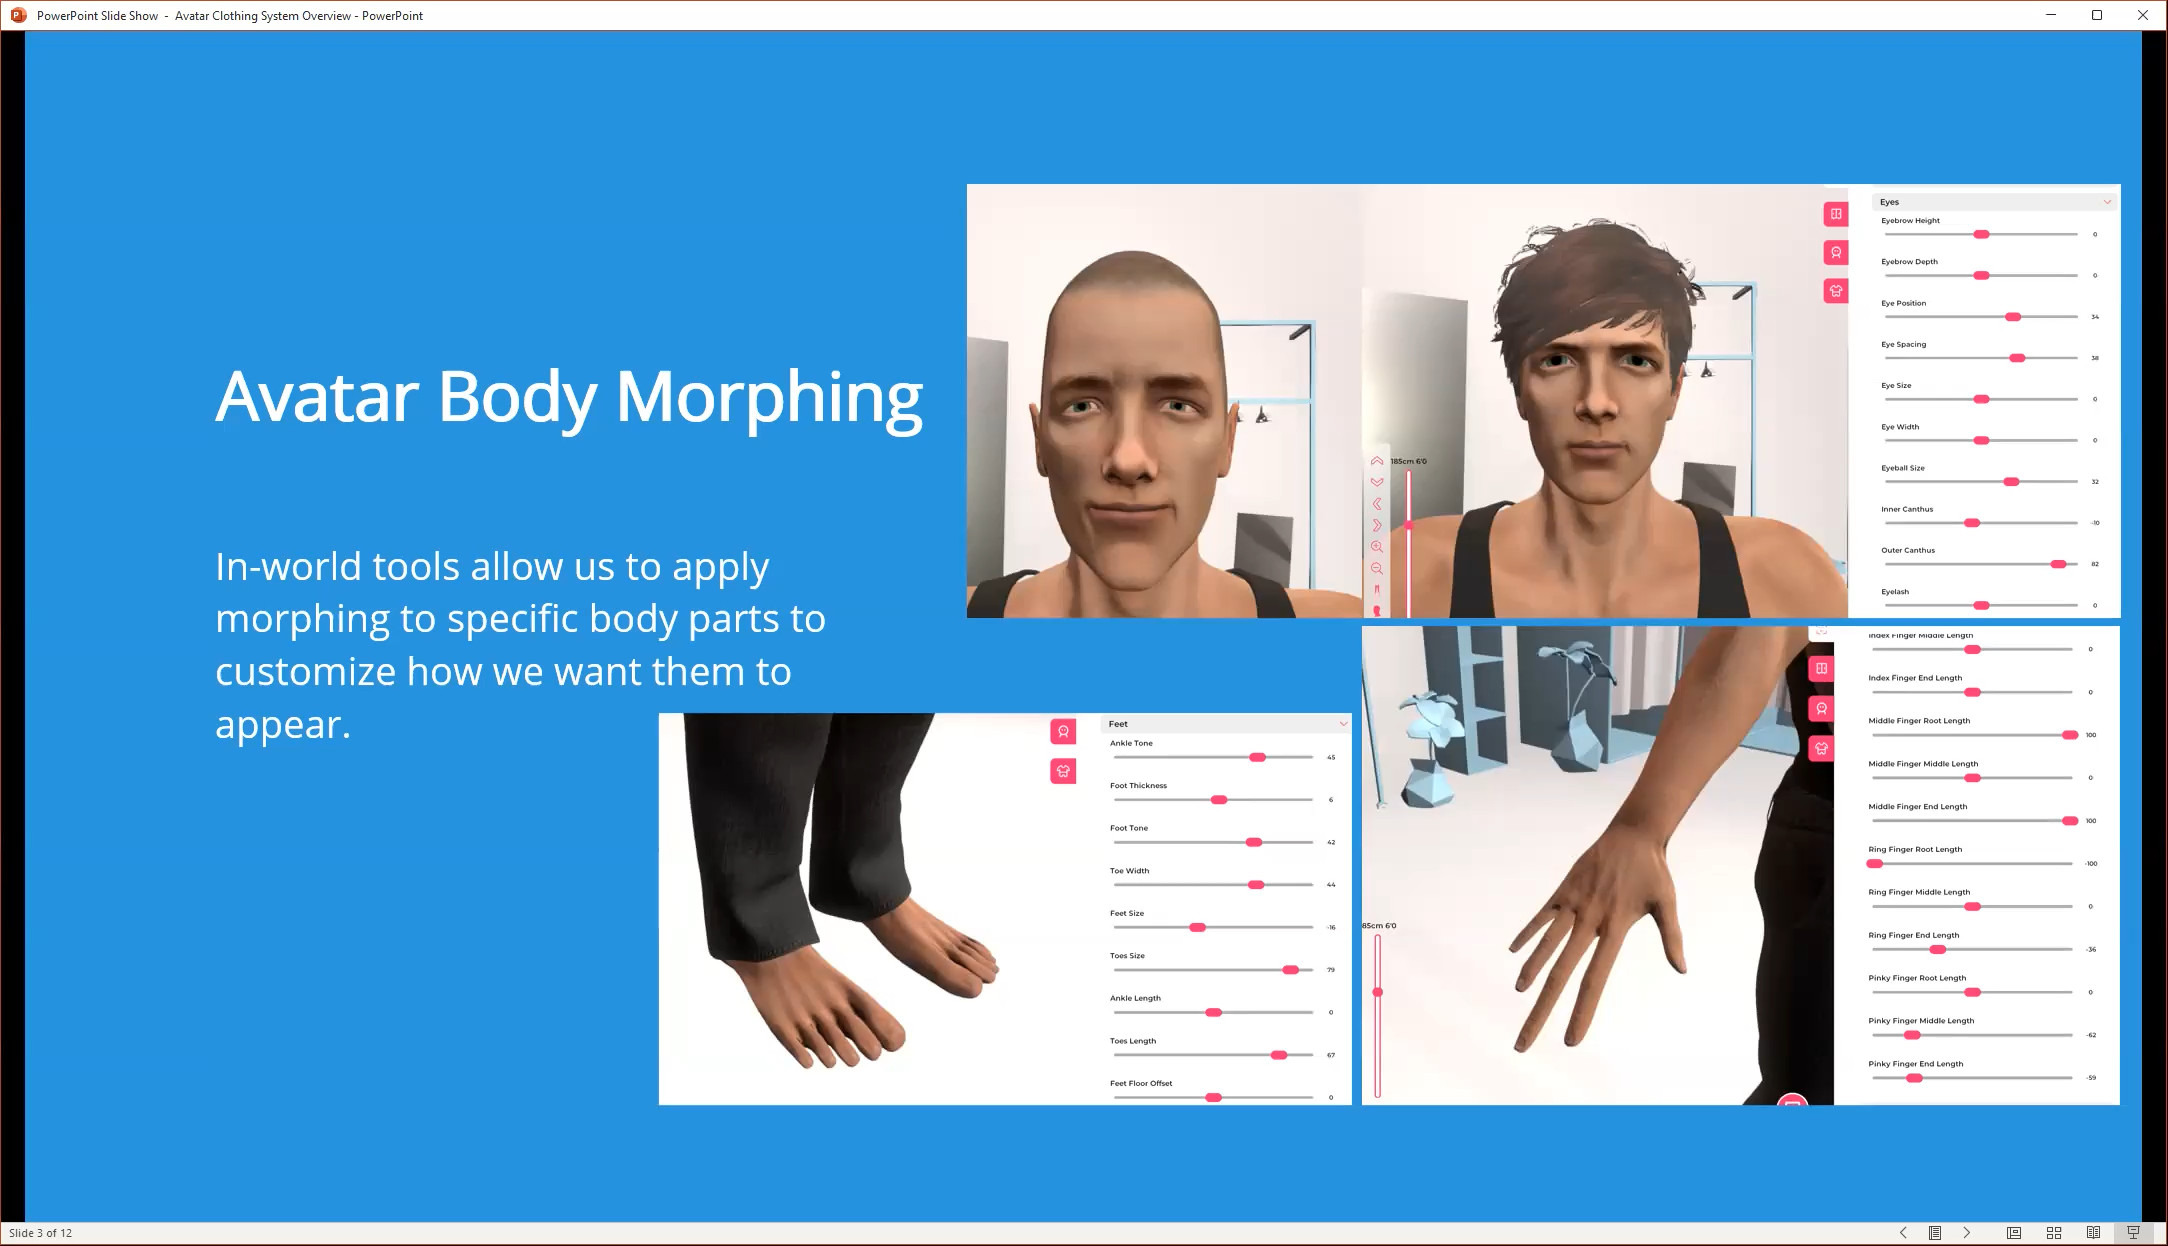 PowerPoint Slide Show - Avatar Clothing System Overview - PowerPoint
Avatar Body Morphing
In-world tools allow us to apply
morphing to specific body parts to
customize how we want them to
appear.
185cm 6'0
Eyes
Eyebrow Height
0
Eyebrow Depth
0
Eye Position
34
Eye Spacing
38
Eye Size
0
Eye Width
0
Eyeball Size
32
Inner Canthus
-10
Outer Canthus
82
Eyelash
0
Feet
Ankle Tone
45
Foot Thickness
6
Foot Tone
42
Toe Width
44
Feet Size
-16
Toes Size
79
Ankle Length
0
Toes Length
67
Feet Floor Offset
0
85cm 6'0
Index Finger Middle Length
0
Index Finger End Length
0
Middle Finger Root Length
100
Middle Finger Middle Length
0
Middle Finger End Length
100
Ring Finger Root Length
-100
Ring Finger Middle Length
0
Ring Finger End Length
-36
Pinky Finger Root Length
0
Pinky Finger Middle Length
-62
Pinky Finger End Length
-59
Slide 3 of 12